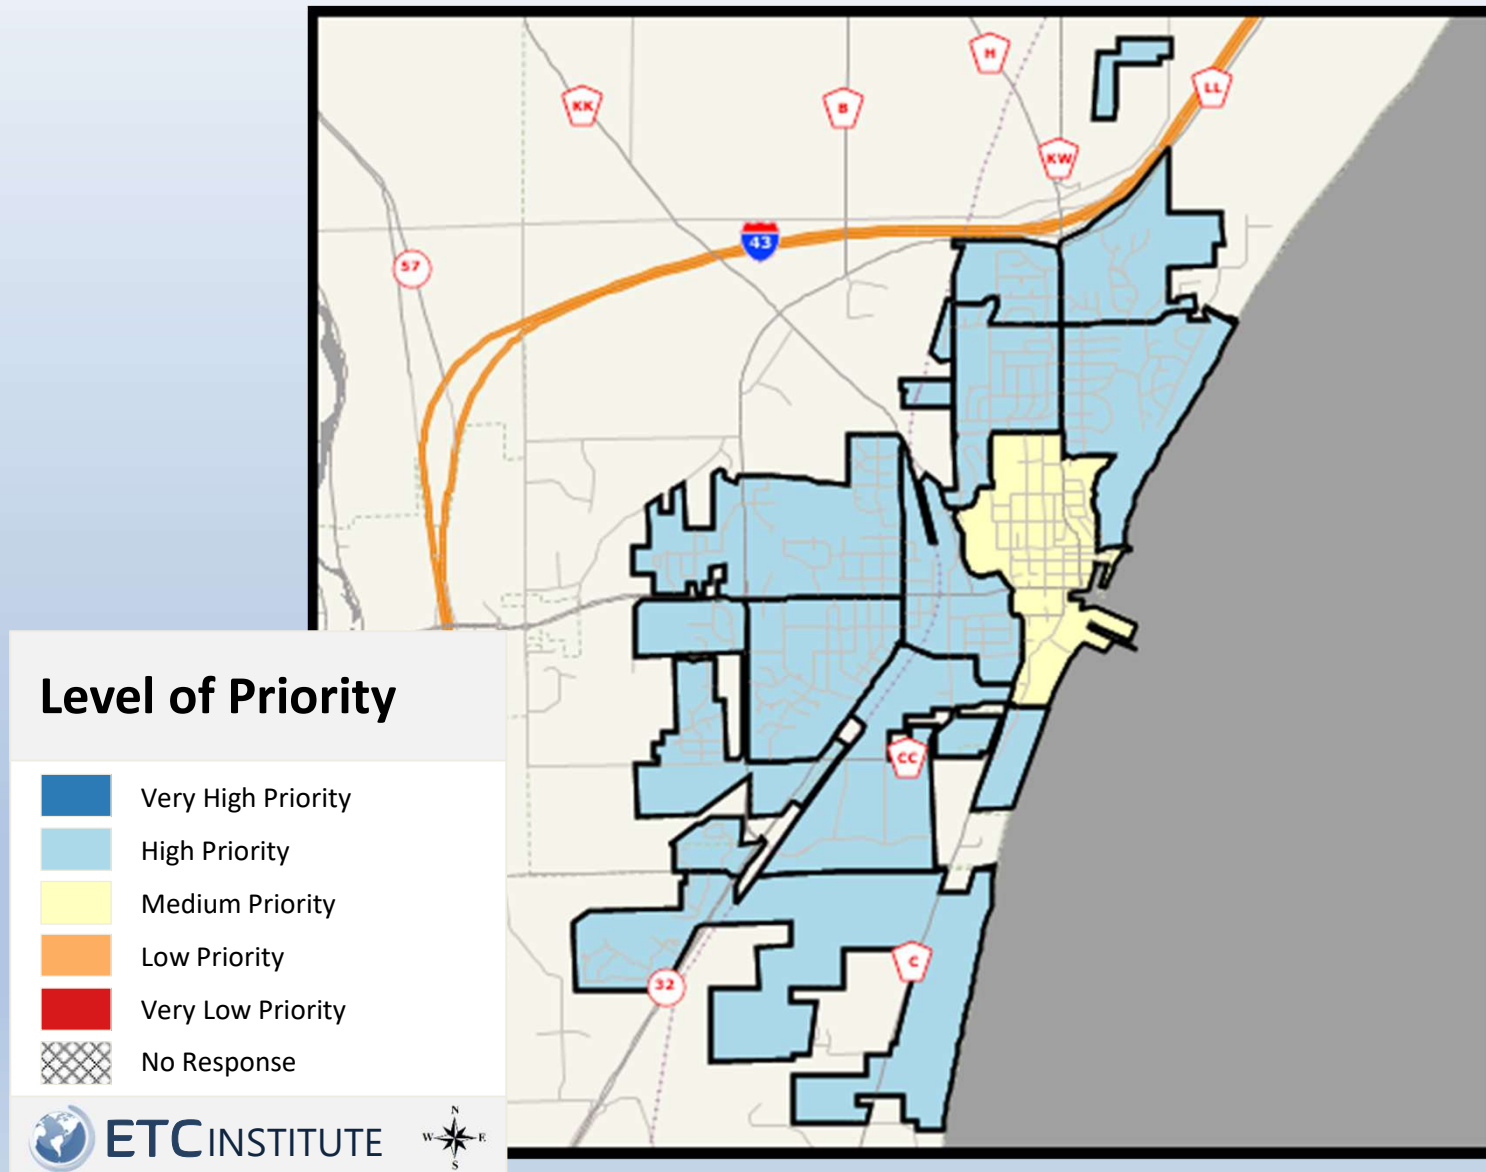 H
KK
B
LL
KW
43
57
CC
C
32
Level of Priority
Very High Priority
High Priority
Medium Priority
Low Priority
Very Low Priority
No Response
ETC INSTITUTE
N
W E
S